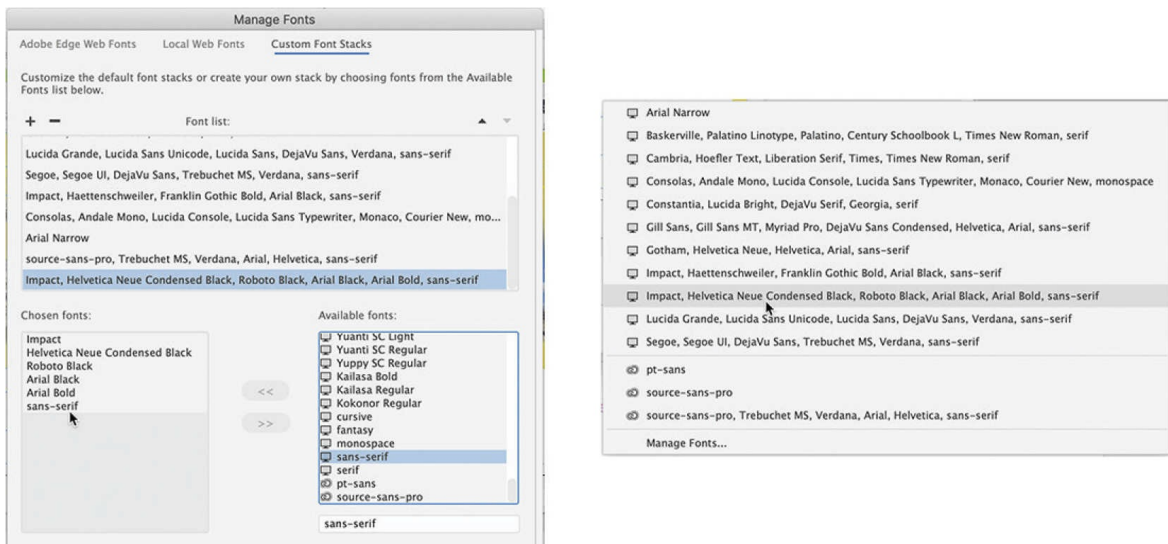 Manage Fonts
Adobe Edge Web Fonts
Local Web Fonts
Custom Font Stacks
Customize the default font stacks or create your own stack by choosing fonts from the Available
Fonts list below.
Font list:
Lucida Grande, Lucida Sans Unicode, Lucida Sans, DejaVu Sans, Verdana, sans-serif
Segoe, Segoe UI, DejaVu Sans, Trebuchet MS, Verdana, sans-serif
Impact, Haettenschweiler, Franklin Gothic Bold, Arial Black, sans-serif
Consolas, Andale Mono, Lucida Console, Lucida Sans Typewriter, Monaco, Courier New, mo...
Arial Narrow
source-sans-pro, Trebuchet MS, Verdana, Arial, Helvetica, sans-serif
Impact, Helvetica Neue Condensed Black, Roboto Black, Arial Black, Arial Bold, sans-serif
Chosen fonts:
Impact
Helvetica Neue Condensed Black
Roboto Black
Arial Black
Arial Bold
sans-serif
<<
>>
Available fonts:
Yuanti SC Light
Yuanti SC Regular
Yuppy SC Regular
Kailasa Bold
Kailasa Regular
Kokonor Regular
cursive
fantasy
monospace
sans-serif
serif
pt-sans
source-sans-pro
sans-serif
Arial Narrow
Baskerville, Palatino Linotype, Palatino, Century Schoolbook L, Times New Roman, serif
Cambria, Hoefler Text, Liberation Serif, Times, Times New Roman, serif
Consolas, Andale Mono, Lucida Console, Lucida Sans Typewriter, Monaco, Courier New, monospace
Constantia, Lucida Bright, DejaVu Serif, Georgia, serif
Gill Sans, Gill Sans MT, Myriad Pro, DejaVu Sans Condensed, Helvetica, Arial, sans-serif
Gotham, Helvetica Neue, Helvetica, Arial, sans-serif
Impact, Haettenschweiler, Franklin Gothic Bold, Arial Black, sans-serif
Impact, Helvetica Neue Condensed Black, Roboto Black, Arial Black, Arial Bold, sans-serif
Lucida Grande, Lucida Sans Unicode, Lucida Sans, DejaVu Sans, Verdana, sans-serif
Segoe, Segoe UI, DejaVu Sans, Trebuchet MS, Verdana, sans-serif
pt-sans
source-sans-pro
source-sans-pro, Trebuchet MS, Verdana, Arial, Helvetica, sans-serif
Manage Fonts...